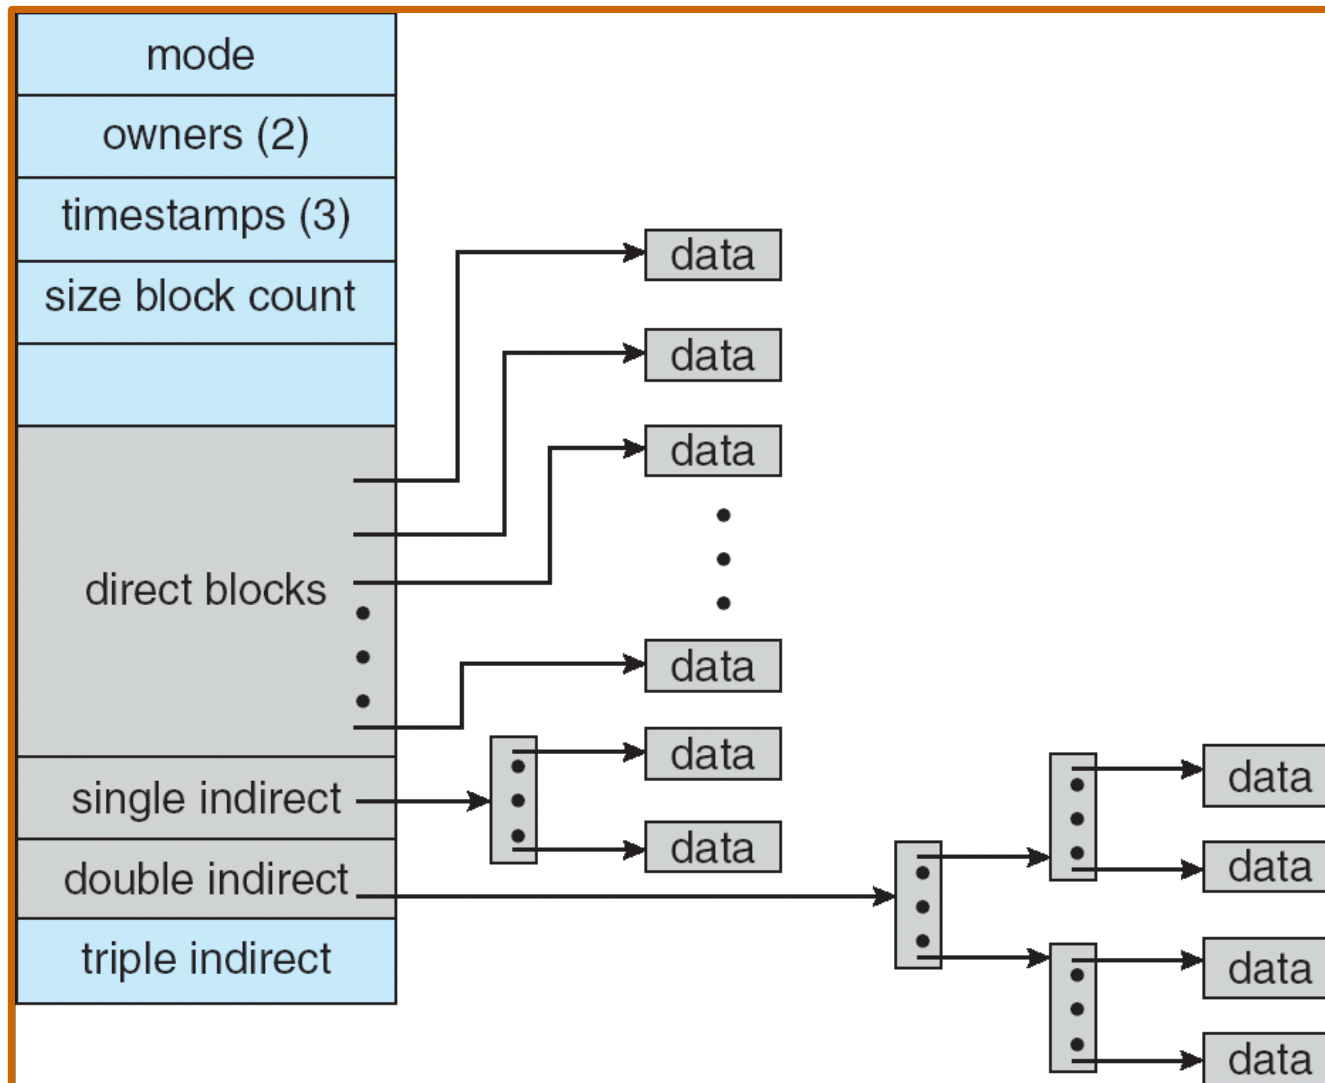 mode
owners (2)
timestamps (3)
size block count
direct blocks
single indirect
double indirect
triple indirect
data
data
data
data
data
data
data
data
data
data